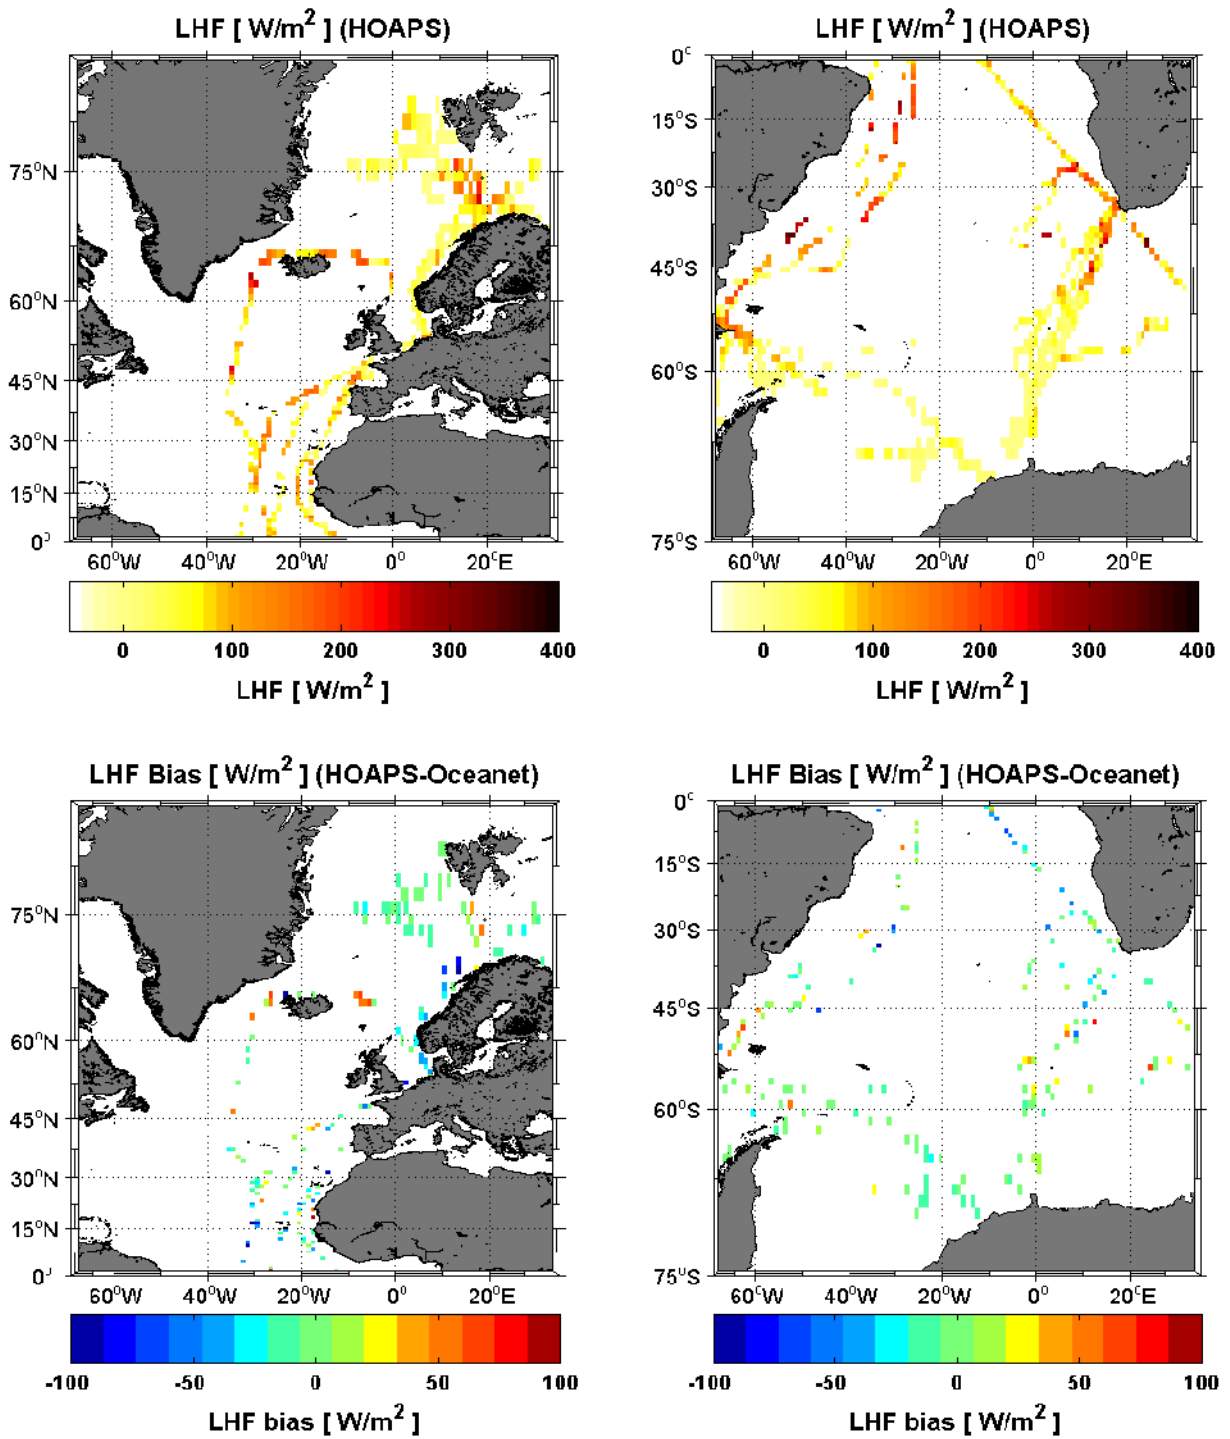 LHF [ W/m² ] (HOAPS)
75°N
60°N
45°N
30°N
15°N
60°W 40°W 20°W 0° 20°E
0 100 200 300 400
LHF [ W/m² ]
LHF [ W/m² ] (HOAPS)
15°S
30°S
45°S
60°S
75°S
60°W 40°W 20°W 0° 20°E
0 100 200 300 400
LHF [ W/m² ]
LHF Bias [ W/m² ] (HOAPS-Oceanet)
75°N
60°N
45°N
30°N
15°N
60°W 40°W 20°W 0° 20°E
-100 -50 0 50 100
LHF bias [ W/m² ]
LHF Bias [ W/m² ] (HOAPS-Oceanet)
15°S
30°S
45°S
60°S
75°S
60°W 40°W 20°W 0° 20°E
-100 -50 0 50 100
LHF bias [ W/m² ]